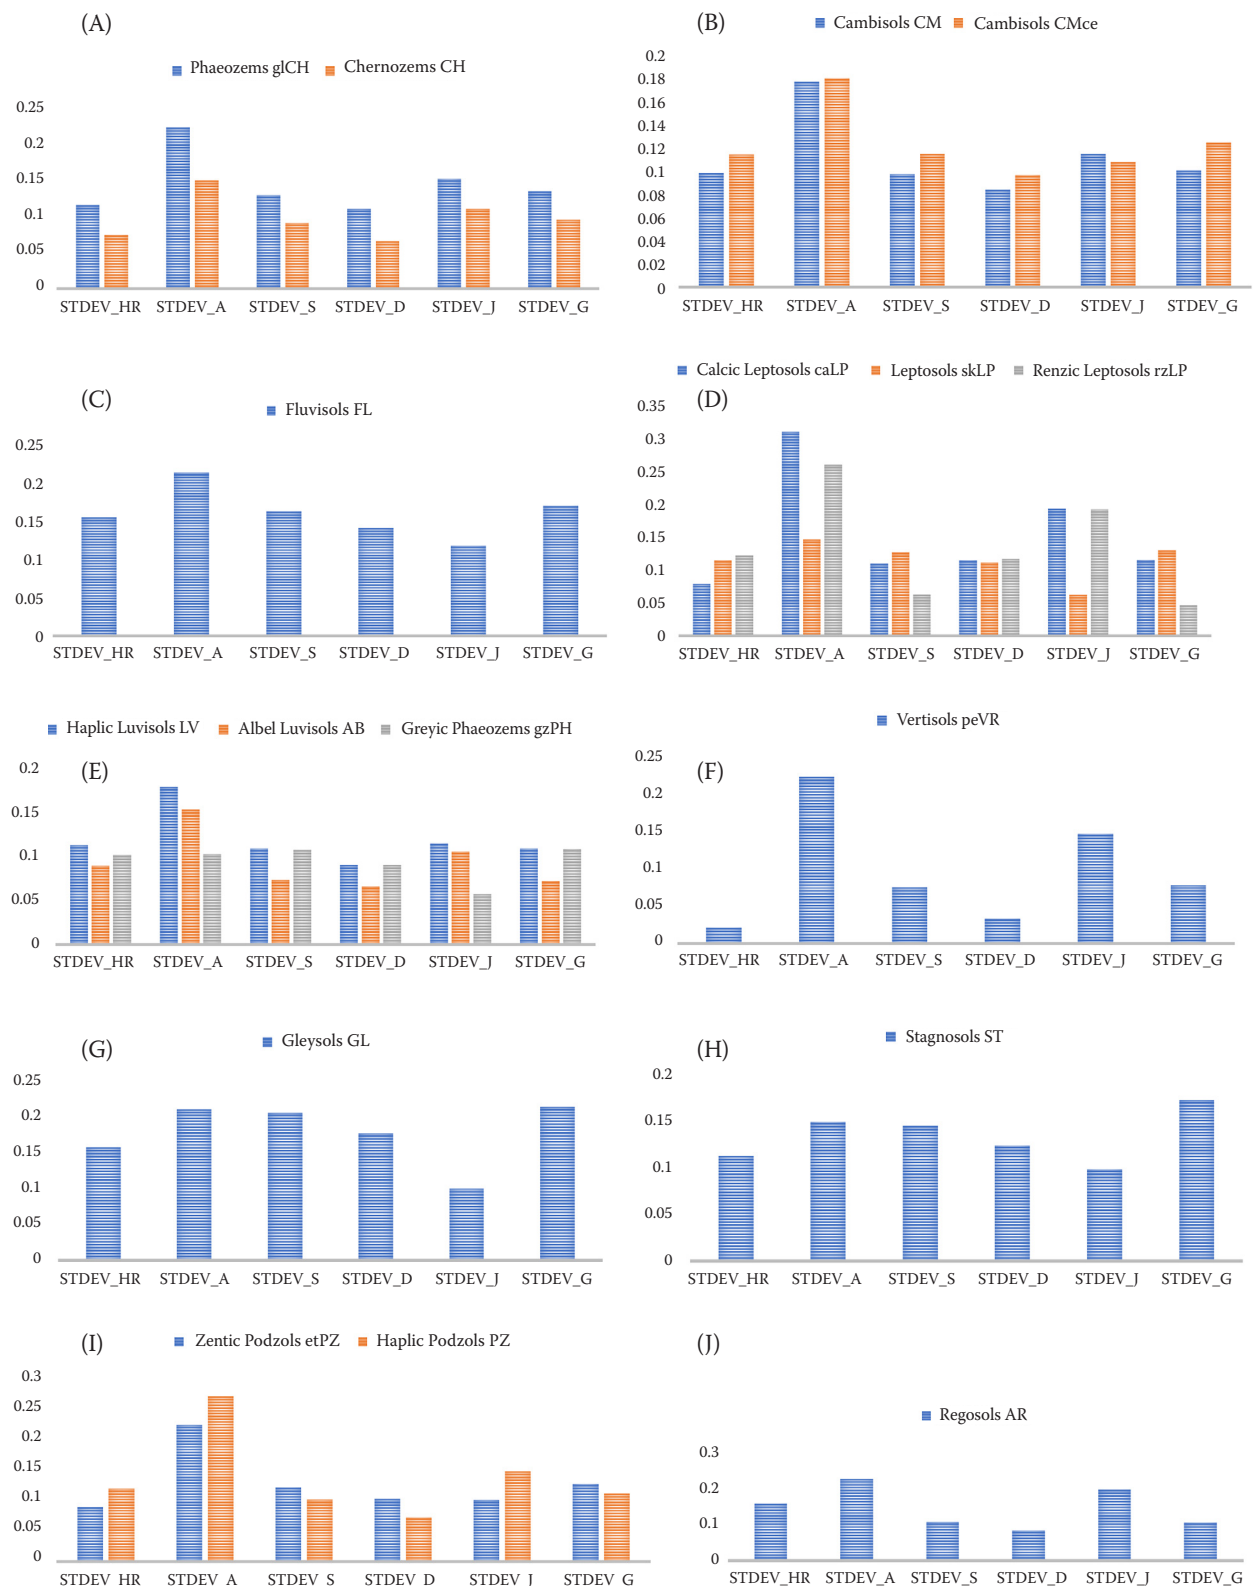 (A)
Phaeozems glCH Chernozems CH
0.25
0.2
0.15
0.1
0.05
0
STDEV_HR STDEV_A STDEV_S STDEV_D STDEV_J STDEV_G
(B)
Cambisols CM Cambisols CMce
0.2
0.18
0.16
0.14
0.12
0.1
0.08
0.06
0.04
0.02
0
STDEV_HR STDEV_A STDEV_S STDEV_D STDEV_J STDEV_G
(C)
Fluvisols FL
0.25
0.2
0.15
0.1
0.05
0
STDEV_HR STDEV_A STDEV_S STDEV_D STDEV_J STDEV_G
Calcic Leptosols caLP Leptosols skLP Renzic Leptosols rzLP
(D)
0.35
0.3
0.25
0.2
0.15
0.1
0.05
0
STDEV_HR STDEV_A STDEV_S STDEV_D STDEV_J STDEV_G
Haplic Luvisols LV Albel Luvisols AB Greyic Phaeozems gzPH
(E)
0.2
0.15
0.1
0.05
0
STDEV_HR STDEV_A STDEV_S STDEV_D STDEV_J STDEV_G
Vertisols peVR
(F)
0.25
0.2
0.15
0.1
0.05
0
STDEV_HR STDEV_A STDEV_S STDEV_D STDEV_J STDEV_G
(G)
Gleysols GL
0.25
0.2
0.15
0.1
0.05
0
STDEV_HR STDEV_A STDEV_S STDEV_D STDEV_J STDEV_G
(H)
Stagnosols ST
0.2
0.15
0.1
0.05
0
STDEV_HR STDEV_A STDEV_S STDEV_D STDEV_J STDEV_G
(I)
Zentic Podzols etPZ Haplic Podzols PZ
0.3
0.25
0.2
0.15
0.1
0.05
0
STDEV_HR STDEV_A STDEV_S STDEV_D STDEV_J STDEV_G
(J)
Regosols AR
0.3
0.2
0.1
0
STDEV_HR STDEV_A STDEV_S STDEV_D STDEV_J STDEV_G